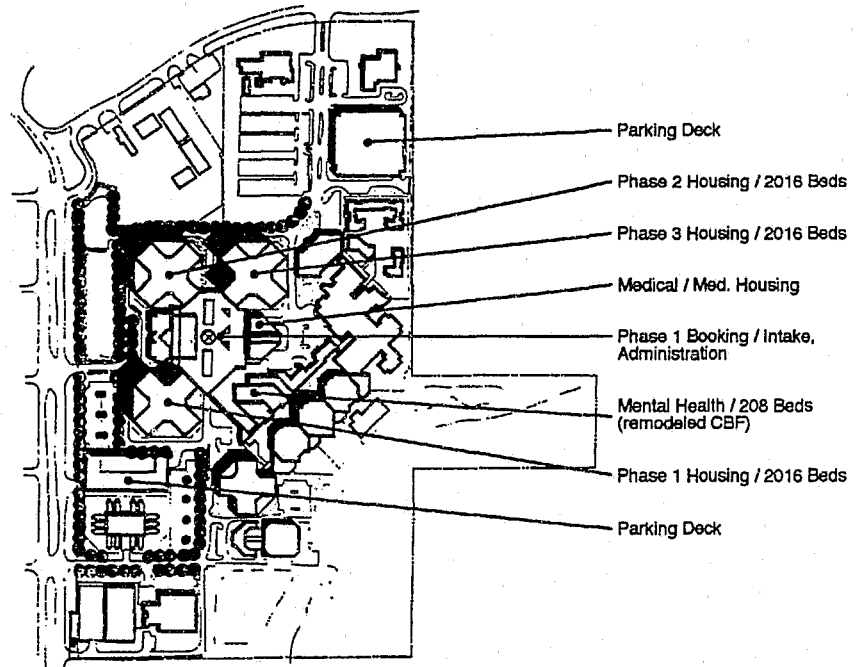 Parking Deck
Phase 2 Housing / 2016 Beds
Phase 3 Housing / 2016 Beds
Medical / Med. Housing
Phase 1 Booking / Intake,
Administration
Mental Health / 208 Beds
(remodeled CBF)
Phase 1 Housing / 2016 Beds
Parking Deck